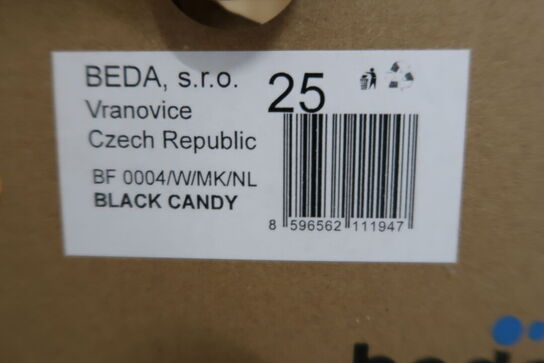 BEDA, s.r.o.
Vranovice
Czech Republic
BF 0004/W/MK/NL
BLACK CANDY
25
8 596562 111947